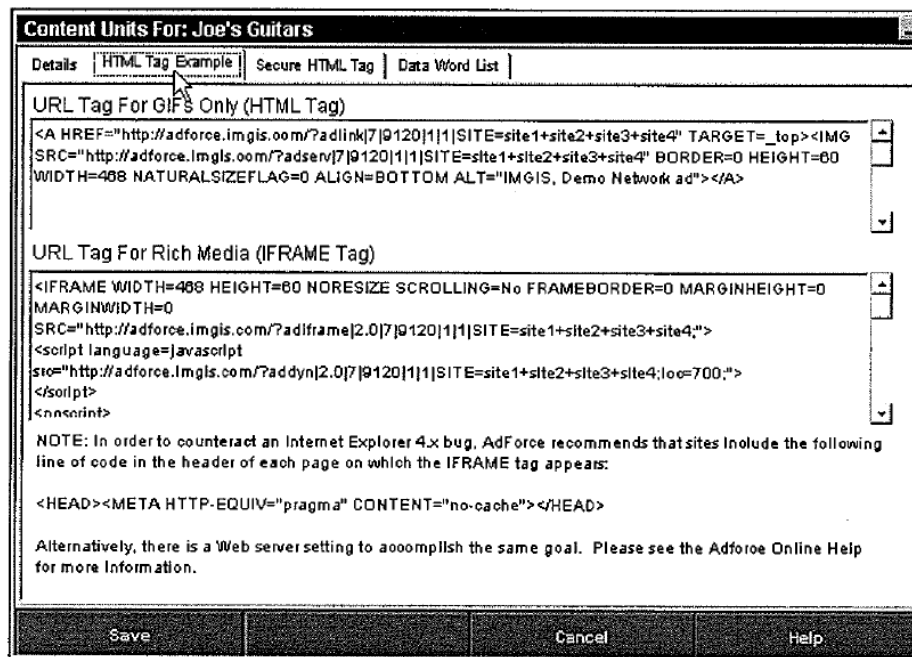 Content Units For: Joe's Guitars
Details HTML Tag Example Secure HTML Tag Data Word List
URL Tag For GIFs Only (HTML Tag)
<A HREF="http://adforce.imgis.com/?adlink|7|9120|1|1|SITE=site1+site2+site3+site4" TARGET=_top><IMG
SRC="http://adforce.imgis.com/?adserv|7|9120|1|1|SITE=site1+site2+site3+site4" BORDER=0 HEIGHT=60
WIDTH=468 NATURALSIZEFLAG=0 ALIGN=BOTTOM ALT="IMGIS, Demo Network ad"></A>
URL Tag For Rich Media (IFRAME Tag)
<IFRAME WIDTH=468 HEIGHT=60 NORESIZE SCROLLING=No FRAMEBORDER=0 MARGINHEIGHT=0
MARGINWIDTH=0
SRC="http://adforce.imgis.com/?adiframe|2.0|7|9120|1|1|SITE=site1+site2+site3+site4;">
<script language=javascript
src="http://adforce.imgis.com/?addyn|2.0|7|9120|1|1|SITE=site1+site2+site3+site4;loc=700;">
</script>
<noscript>
NOTE: In order to counteract an Internet Explorer 4.x bug, AdForce recommends that sites include the following
line of code in the header of each page on which the IFRAME tag appears:
<HEAD><META HTTP-EQUIV="pragma" CONTENT="no-cache"></HEAD>
Alternatively, there is a Web server setting to accomplish the same goal. Please see the Adforce Online Help
for more Information.
Save Cancel Help